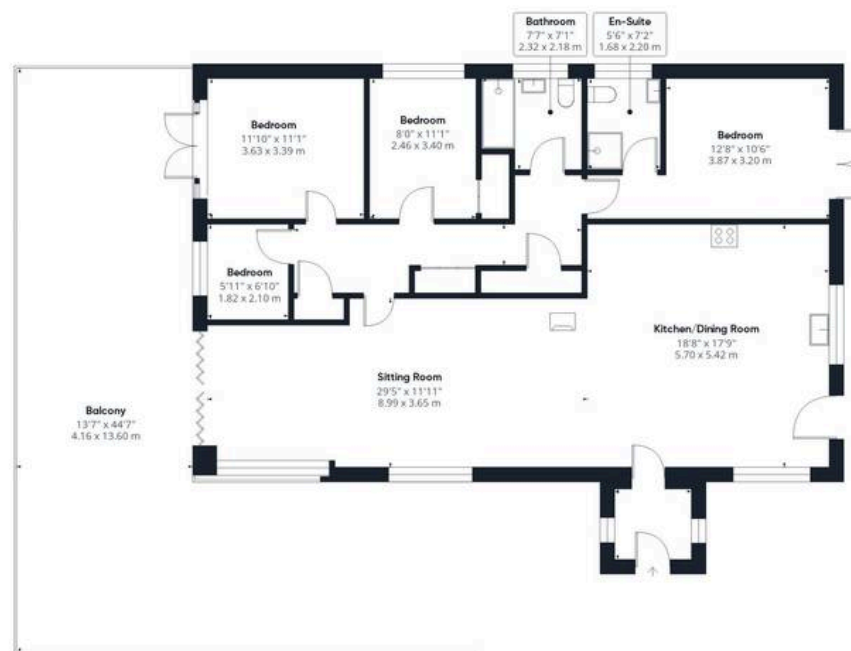 Bathroom
7'7" x 7'1"
2.32 x 2.18 m
En-Suite
5'6" x 7'2"
1.68 x 2.20 m
Bedroom
11'10" x 11'1"
3.63 x 3.39 m
Bedroom
8'0" x 11'1"
2.46 x 3.40 m
Bedroom
12'8" x 10'6"
3.87 x 3.20 m
Bedroom
5'11" x 6'10"
1.82 x 2.10 m
Kitchen/Dining Room
18'8" x 17'9"
5.70 x 5.42 m
Sitting Room
29'5" x 11'11"
8.99 x 3.65 m
Balcony
13'7" x 44'7"
4.16 x 13.60 m